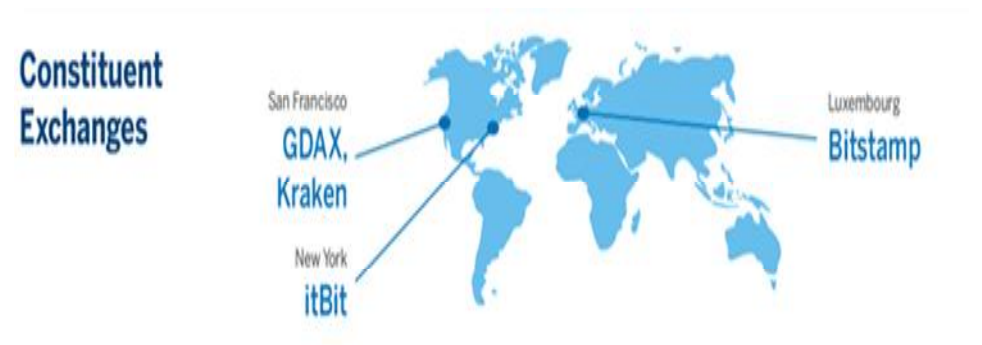 Constituent
Exchanges
San Francisco
GDAX,
Kraken
New York
itBit
Luxembourg
Bitstamp